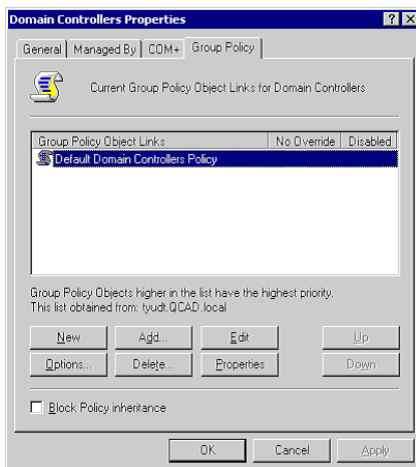 Domain Controllers Properties
General Managed By COM+ Group Policy
Current Group Policy Object Links for Domain Controllers
Group Policy Object Links No Override Disabled
Default Domain Controllers Policy
Group Policy Objects higher in the list have the highest priority.
This list obtained from: tyudt.QCAD.local
New Add... Edit Up
Options... Delete... Properties Down
Block Policy inheritance
OK Cancel Apply